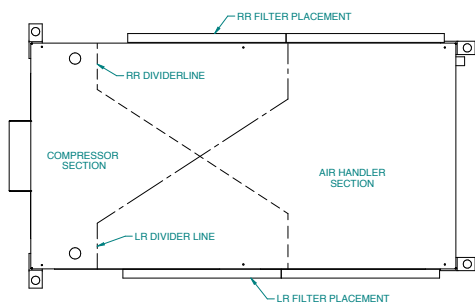 RR FILTER PLACEMENT
RR DIVIDERLINE
COMPRESSOR
SECTION
AIR HANDLER
SECTION
LR DIVIDER LINE
LR FILTER PLACEMENT